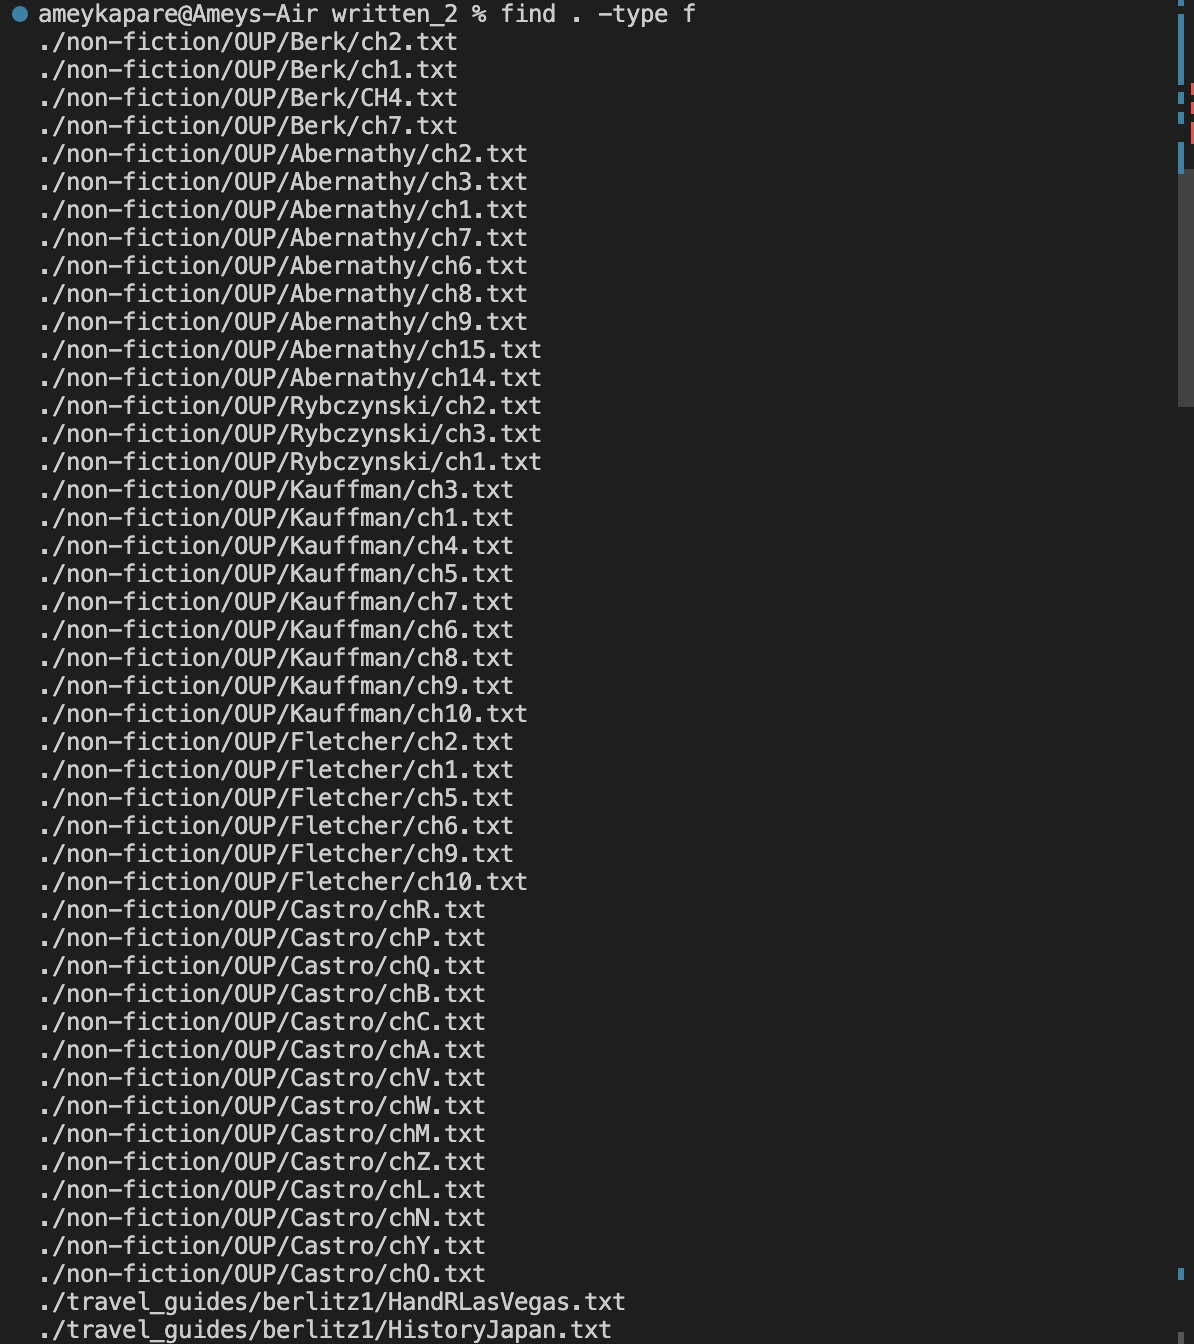 ameykapare@Ameys-Air written_2 % find . -type f
./non-fiction/OUP/Berk/ch2.txt
./non-fiction/OUP/Berk/ch1.txt
./non-fiction/OUP/Berk/CH4.txt
./non-fiction/OUP/Berk/ch7.txt
./non-fiction/OUP/Abernathy/ch2.txt
./non-fiction/OUP/Abernathy/ch3.txt
./non-fiction/OUP/Abernathy/ch1.txt
./non-fiction/OUP/Abernathy/ch7.txt
./non-fiction/OUP/Abernathy/ch6.txt
./non-fiction/OUP/Abernathy/ch8.txt
./non-fiction/OUP/Abernathy/ch9.txt
./non-fiction/OUP/Abernathy/ch15.txt
./non-fiction/OUP/Abernathy/ch14.txt
./non-fiction/OUP/Rybczynski/ch2.txt
./non-fiction/OUP/Rybczynski/ch3.txt
./non-fiction/OUP/Rybczynski/ch1.txt
./non-fiction/OUP/Kauffman/ch3.txt
./non-fiction/OUP/Kauffman/ch1.txt
./non-fiction/OUP/Kauffman/ch4.txt
./non-fiction/OUP/Kauffman/ch5.txt
./non-fiction/OUP/Kauffman/ch7.txt
./non-fiction/OUP/Kauffman/ch6.txt
./non-fiction/OUP/Kauffman/ch8.txt
./non-fiction/OUP/Kauffman/ch9.txt
./non-fiction/OUP/Kauffman/ch10.txt
./non-fiction/OUP/Fletcher/ch2.txt
./non-fiction/OUP/Fletcher/ch1.txt
./non-fiction/OUP/Fletcher/ch5.txt
./non-fiction/OUP/Fletcher/ch6.txt
./non-fiction/OUP/Fletcher/ch9.txt
./non-fiction/OUP/Fletcher/ch10.txt
./non-fiction/OUP/Castro/chR.txt
./non-fiction/OUP/Castro/chP.txt
./non-fiction/OUP/Castro/chQ.txt
./non-fiction/OUP/Castro/chB.txt
./non-fiction/OUP/Castro/chC.txt
./non-fiction/OUP/Castro/chA.txt
./non-fiction/OUP/Castro/chV.txt
./non-fiction/OUP/Castro/chW.txt
./non-fiction/OUP/Castro/chM.txt
./non-fiction/OUP/Castro/chZ.txt
./non-fiction/OUP/Castro/chL.txt
./non-fiction/OUP/Castro/chN.txt
./non-fiction/OUP/Castro/chY.txt
./non-fiction/OUP/Castro/chO.txt
./travel_guides/berlitz1/HandRLasVegas.txt
./travel_guides/berlitz1/HistoryJapan.txt